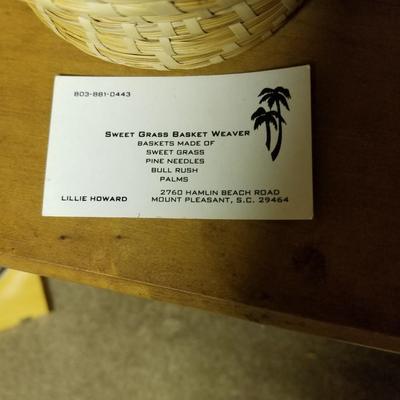 803-881-0443
SWEET GRASS BASKET WEAVER
BASKETS MADE OF
SWEET GRASS
PINE NEEDLES
BULL RUSH
PALMS
2760 HAMLIN BEACH ROAD
LILLIE HOWARD MOUNT PLEASANT, S.C. 29464